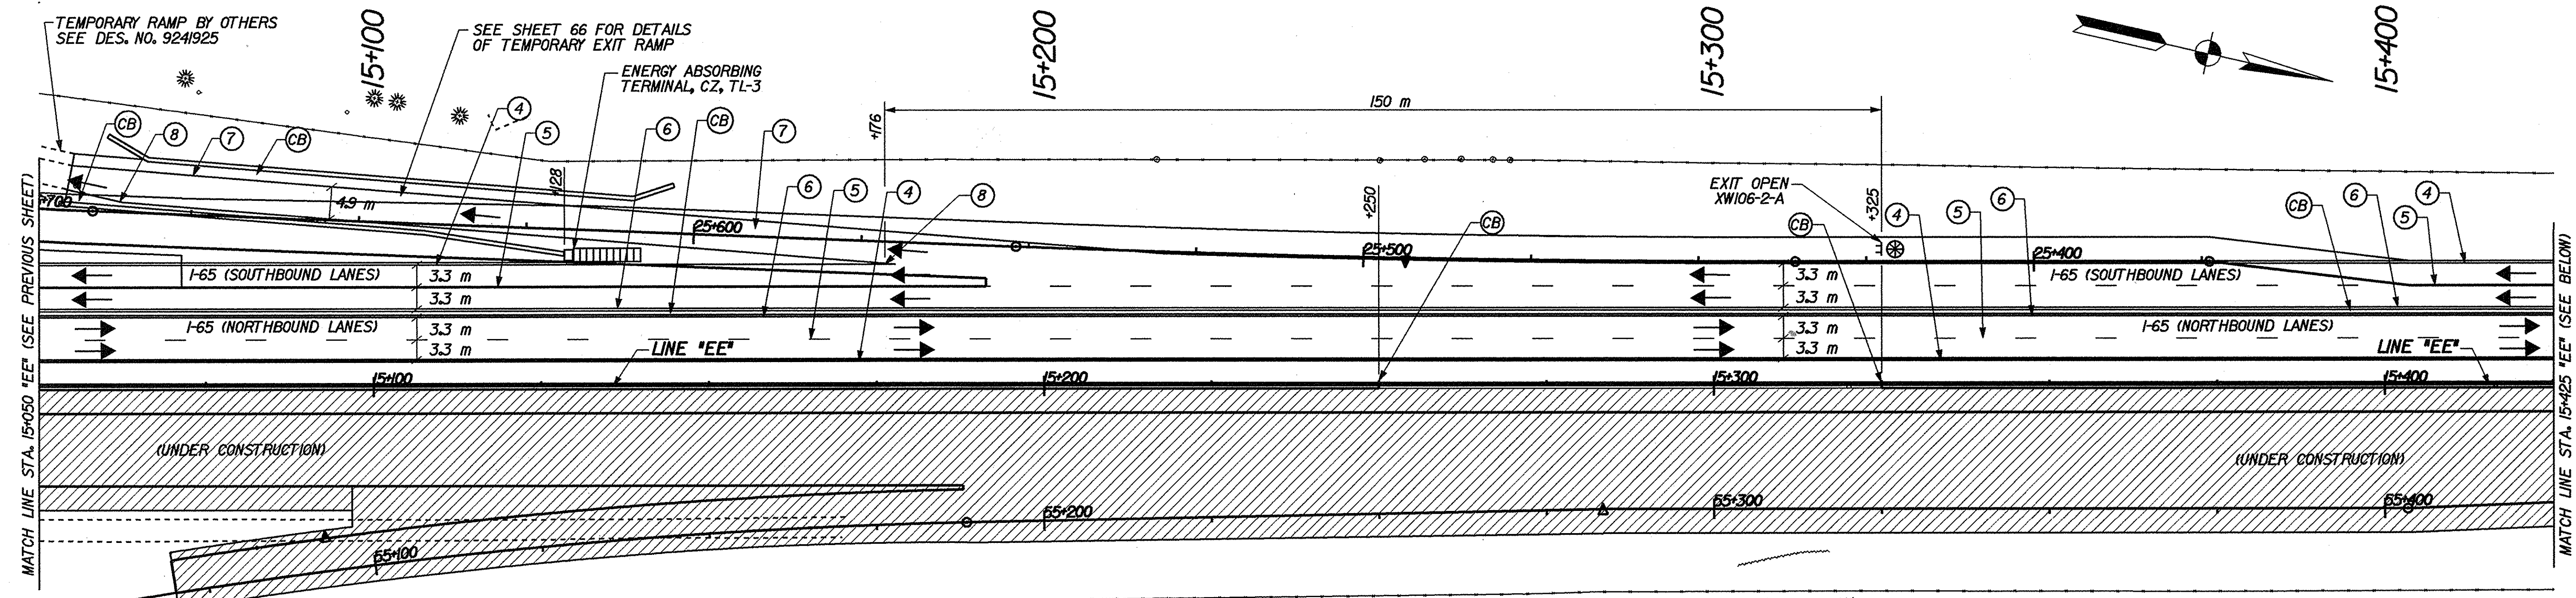 TEMPORARY RAMP BY OTHERS
SEE DES. NO. 9241925
15+100
SEE SHEET 66 FOR DETAILS
OF TEMPORARY EXIT RAMP
ENERGY ABSORBING
TERMINAL, CZ, TL-3
15+200
15+300
15+400
150 m
+176
+128
+250
+325
CB
8
7
CB
4
5
6
CB
7
6
5
4
8
CB
EXIT OPEN
XW106-2-A
CB
4
5
6
CB
6
5
4
4.9 m
25+600
25+500
25+400
I-65 (SOUTHBOUND LANES)
3.3 m
3.3 m
3.3 m
3.3 m
I-65 (SOUTHBOUND LANES)
I-65 (NORTHBOUND LANES)
3.3 m
3.3 m
3.3 m
3.3 m
I-65 (NORTHBOUND LANES)
LINE "EE"
LINE "EE"
15+100
15+200
15+300
15+400
(UNDER CONSTRUCTION)
(UNDER CONSTRUCTION)
55+100
55+200
55+300
55+400
MATCH LINE STA. 15+050 "EE" (SEE PREVIOUS SHEET)
MATCH LINE STA. 15+425 "EE" (SEE BELOW)